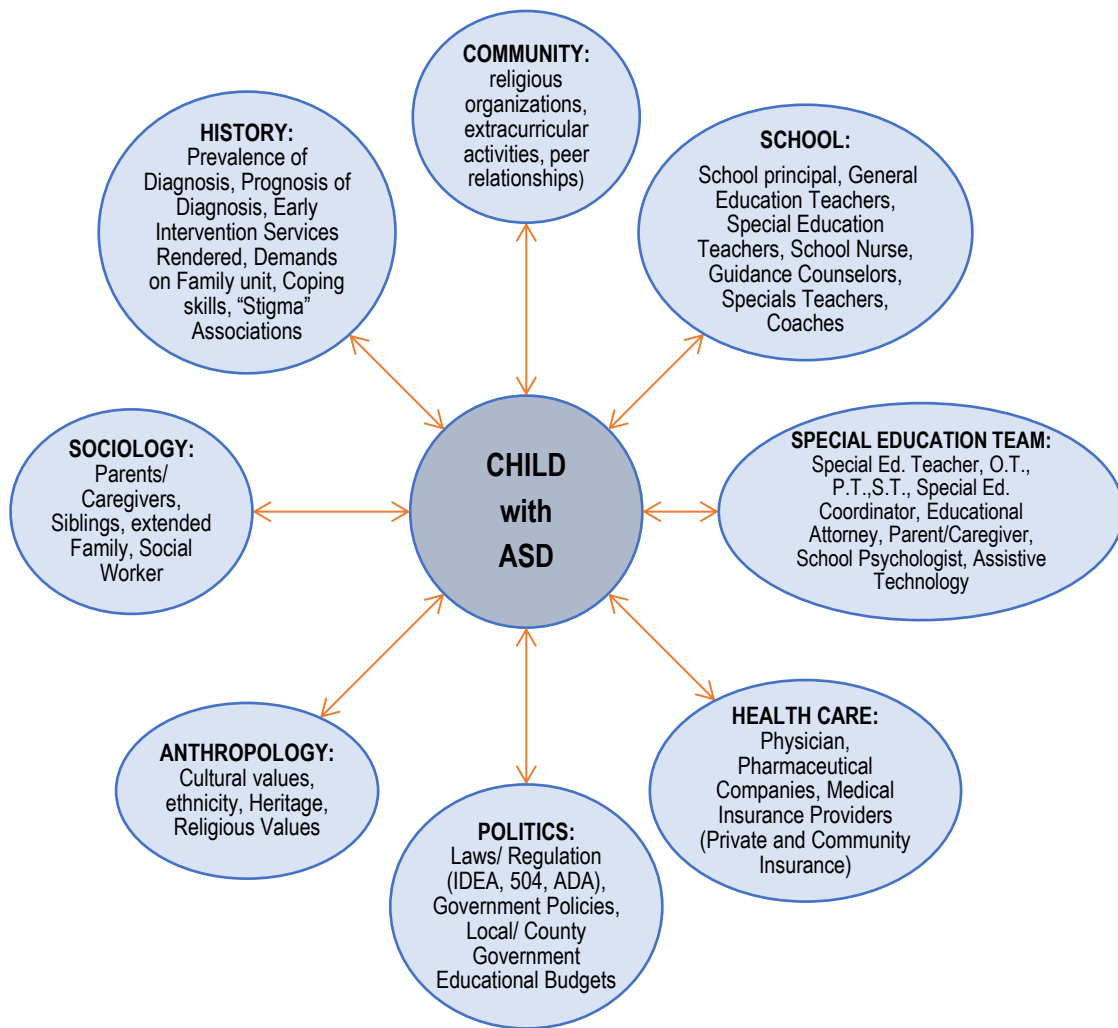 COMMUNITY:
religious
organizations,
extracurricular
activities, peer
relationships)
HISTORY:
Prevalence of
Diagnosis, Prognosis of
Diagnosis, Early
Intervention Services
Rendered, Demands
on Family unit, Coping
skills, “Stigma”
Associations
SCHOOL:
School principal, General
Education Teachers,
Special Education
Teachers, School Nurse,
Guidance Counselors,
Specials Teachers,
Coaches
SOCIOLOGY:
Parents/
Caregivers,
Siblings, extended
Family, Social
Worker
CHILD
with
ASD
SPECIAL EDUCATION TEAM:
Special Ed. Teacher, O.T.,
P.T.,S.T., Special Ed.
Coordinator, Educational
Attorney, Parent/Caregiver,
School Psychologist, Assistive
Technology
ANTHROPOLOGY:
Cultural values,
ethnicity, Heritage,
Religious Values
POLITICS:
Laws/ Regulation
(IDEA, 504, ADA),
Government Policies,
Local/ County
Government
Educational Budgets
HEALTH CARE:
Physician,
Pharmaceutical
Companies, Medical
Insurance Providers
(Private and Community
Insurance)